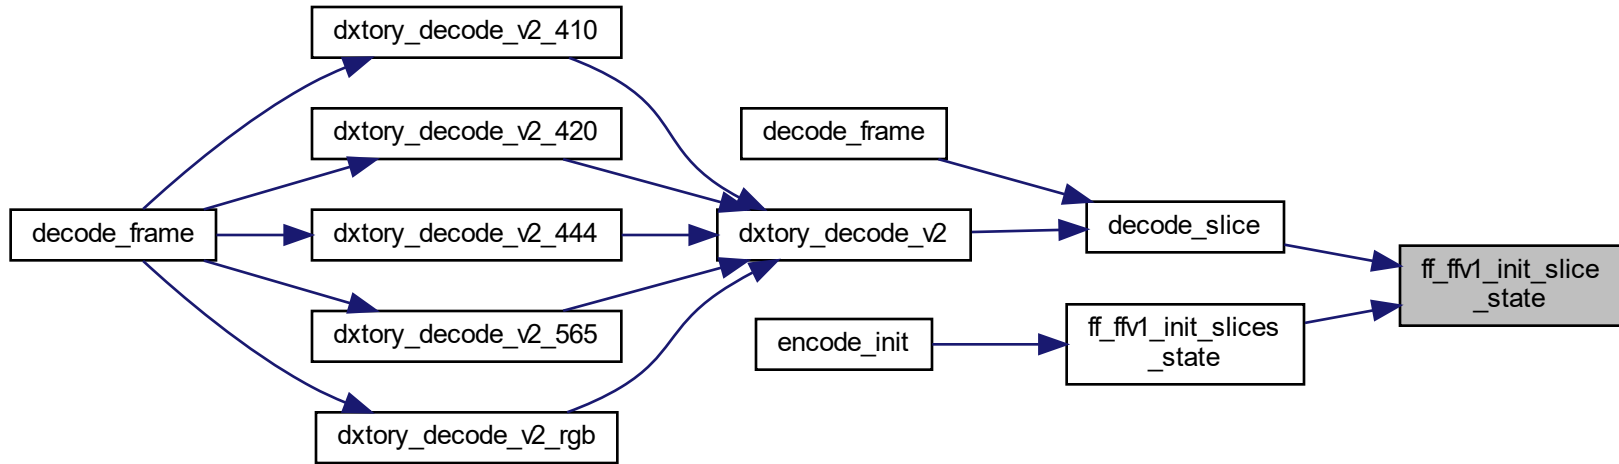 dxtory_decode_v2_410
dxtory_decode_v2_420
decode_frame
decode_frame
dxtory_decode_v2_444
dxtory_decode_v2
decode_slice
ff_ffv1_init_slice
_state
dxtory_decode_v2_565
encode_init
ff_ffv1_init_slices
_state
dxtory_decode_v2_rgb